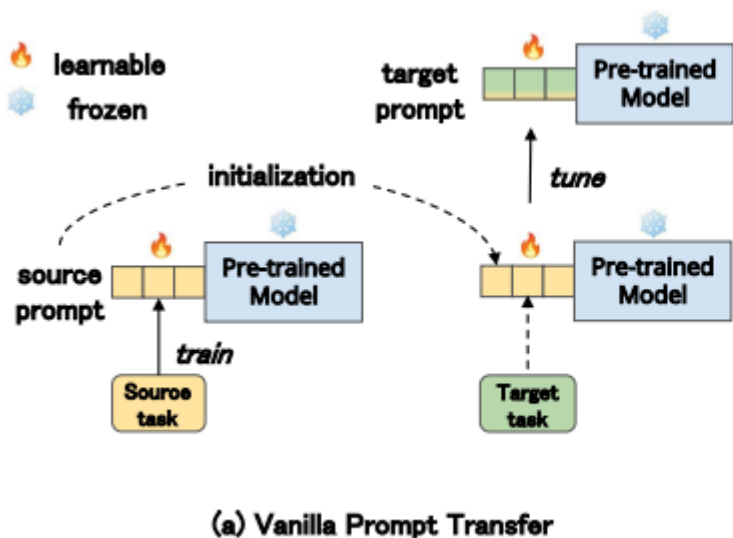 learnable
frozen
target
prompt
Pre-trained
Model
initialization
tune
source
prompt
Pre-trained
Model
Pre-trained
Model
train
Source
task
Target
task
(a) Vanilla Prompt Transfer